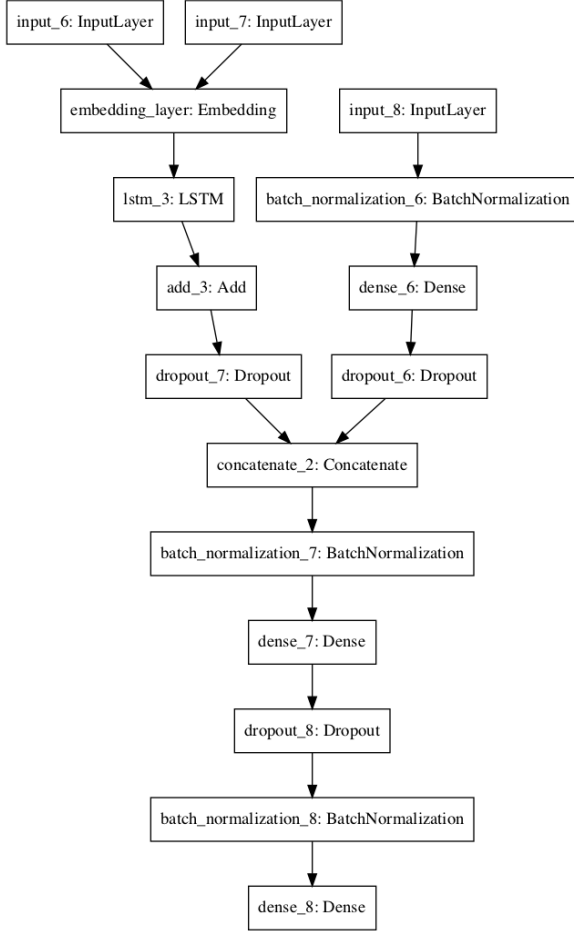 input_6: InputLayer
input_7: InputLayer
embedding_layer: Embedding
input_8: InputLayer
lstm_3: LSTM
batch_normalization_6: BatchNormalization
add_3: Add
dense_6: Dense
dropout_7: Dropout
dropout_6: Dropout
concatenate_2: Concatenate
batch_normalization_7: BatchNormalization
dense_7: Dense
dropout_8: Dropout
batch_normalization_8: BatchNormalization
dense_8: Dense